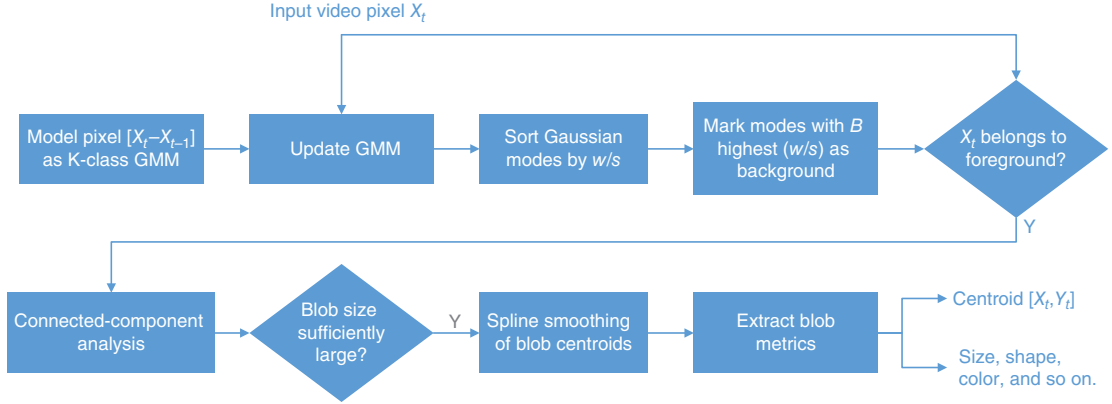 Input video pixel Xt
Model pixel [Xt–Xt–1]
as K-class GMM
Update GMM
Sort Gaussian
modes by w/s
Mark modes with B
highest (w/s) as
background
Xt belongs to
foreground?
Y
Connected-component
analysis
Blob size
sufficiently
large?
Y
Spline smoothing
of blob centroids
Extract blob
metrics
Centroid [Xt,Yt]
Size, shape,
color, and so on.